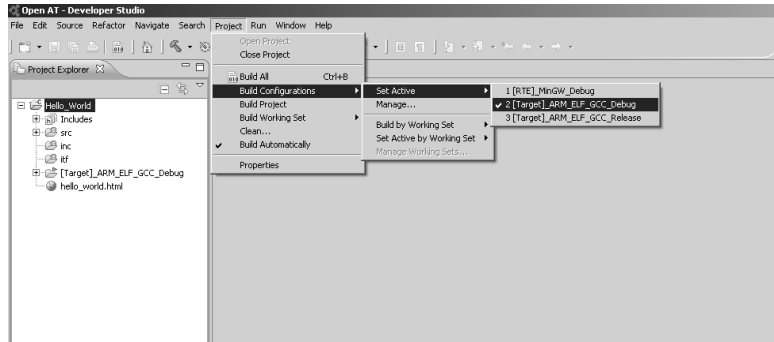 Open AT - Developer Studio
File Edit Source Refactor Navigate Search Project Run Window Help
Project Explorer
Hello_World
Includes
src
inc
itf
[Target]_ARM_ELF_GCC_Debug
hello_world.html
Open Project
Close Project
Build All Ctrl+B
Build Configurations
Build Project
Build Working Set
Clean...
Build Automatically
Properties
Set Active
Manage...
Build by Working Set
Set Active by Working Set
Manage Working Sets...
1 [RTE]_MinGW_Debug
2 [Target]_ARM_ELF_GCC_Debug
3 [Target]_ARM_ELF_GCC_Release